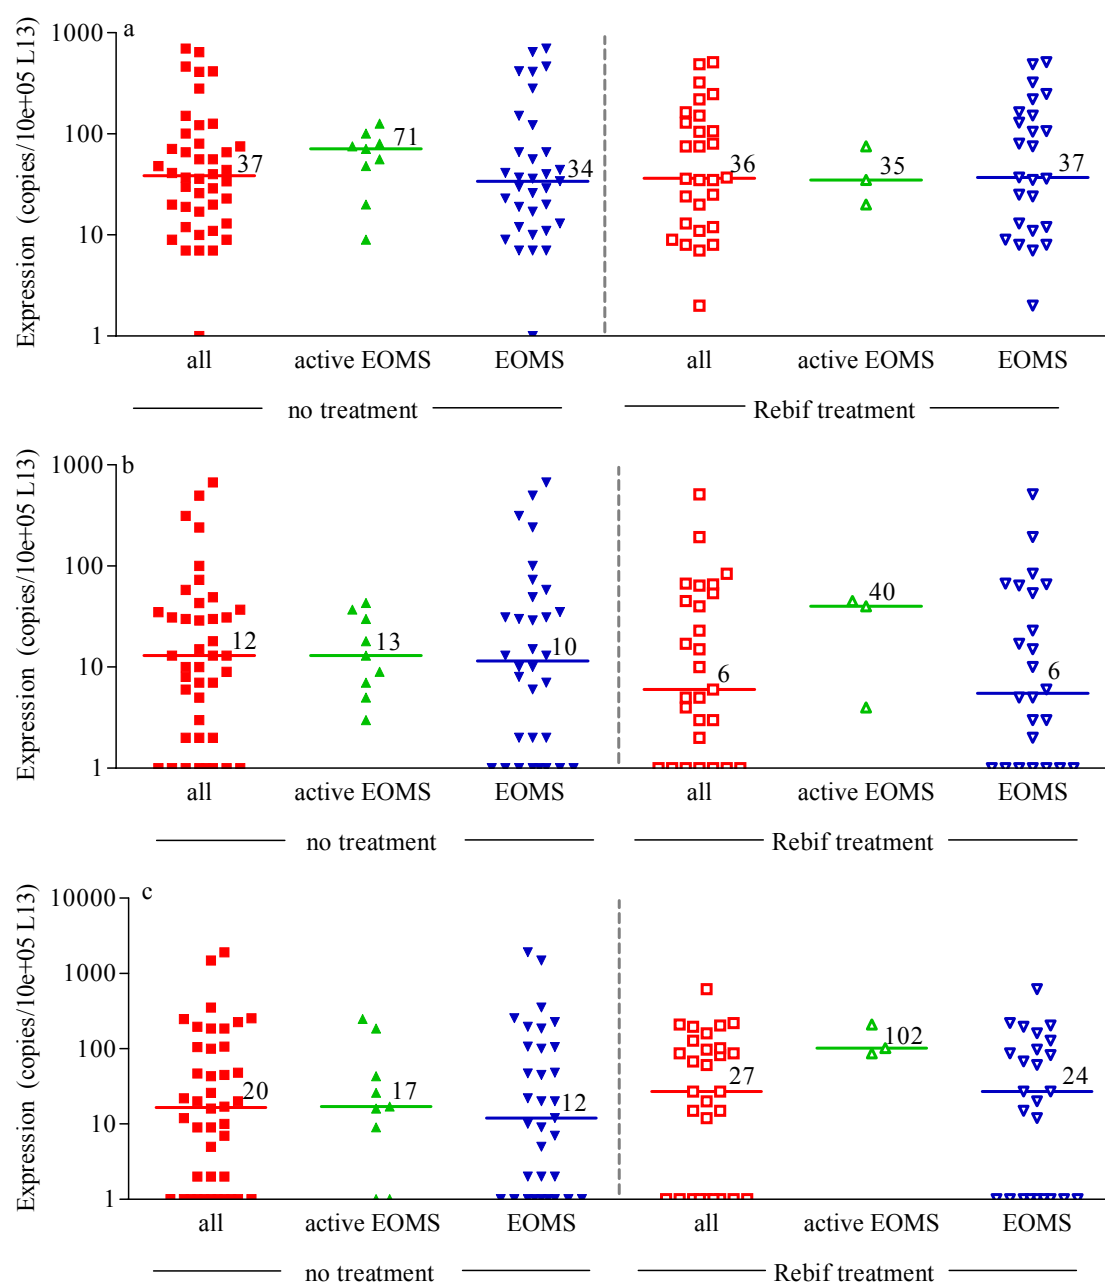 a
Expression (copies/10e+05 L13)
1000
100
10
1
37
71
34
36
35
37
all
active EOMS
EOMS
all
active EOMS
EOMS
no treatment
Rebif treatment
b
Expression (copies/10e+05 L13)
1000
100
10
1
12
13
10
6
40
6
all
active EOMS
EOMS
all
active EOMS
EOMS
no treatment
Rebif treatment
c
Expression (copies/10e+05 L13)
10000
1000
100
10
1
20
17
12
27
102
24
all
active EOMS
EOMS
all
active EOMS
EOMS
no treatment
Rebif treatment